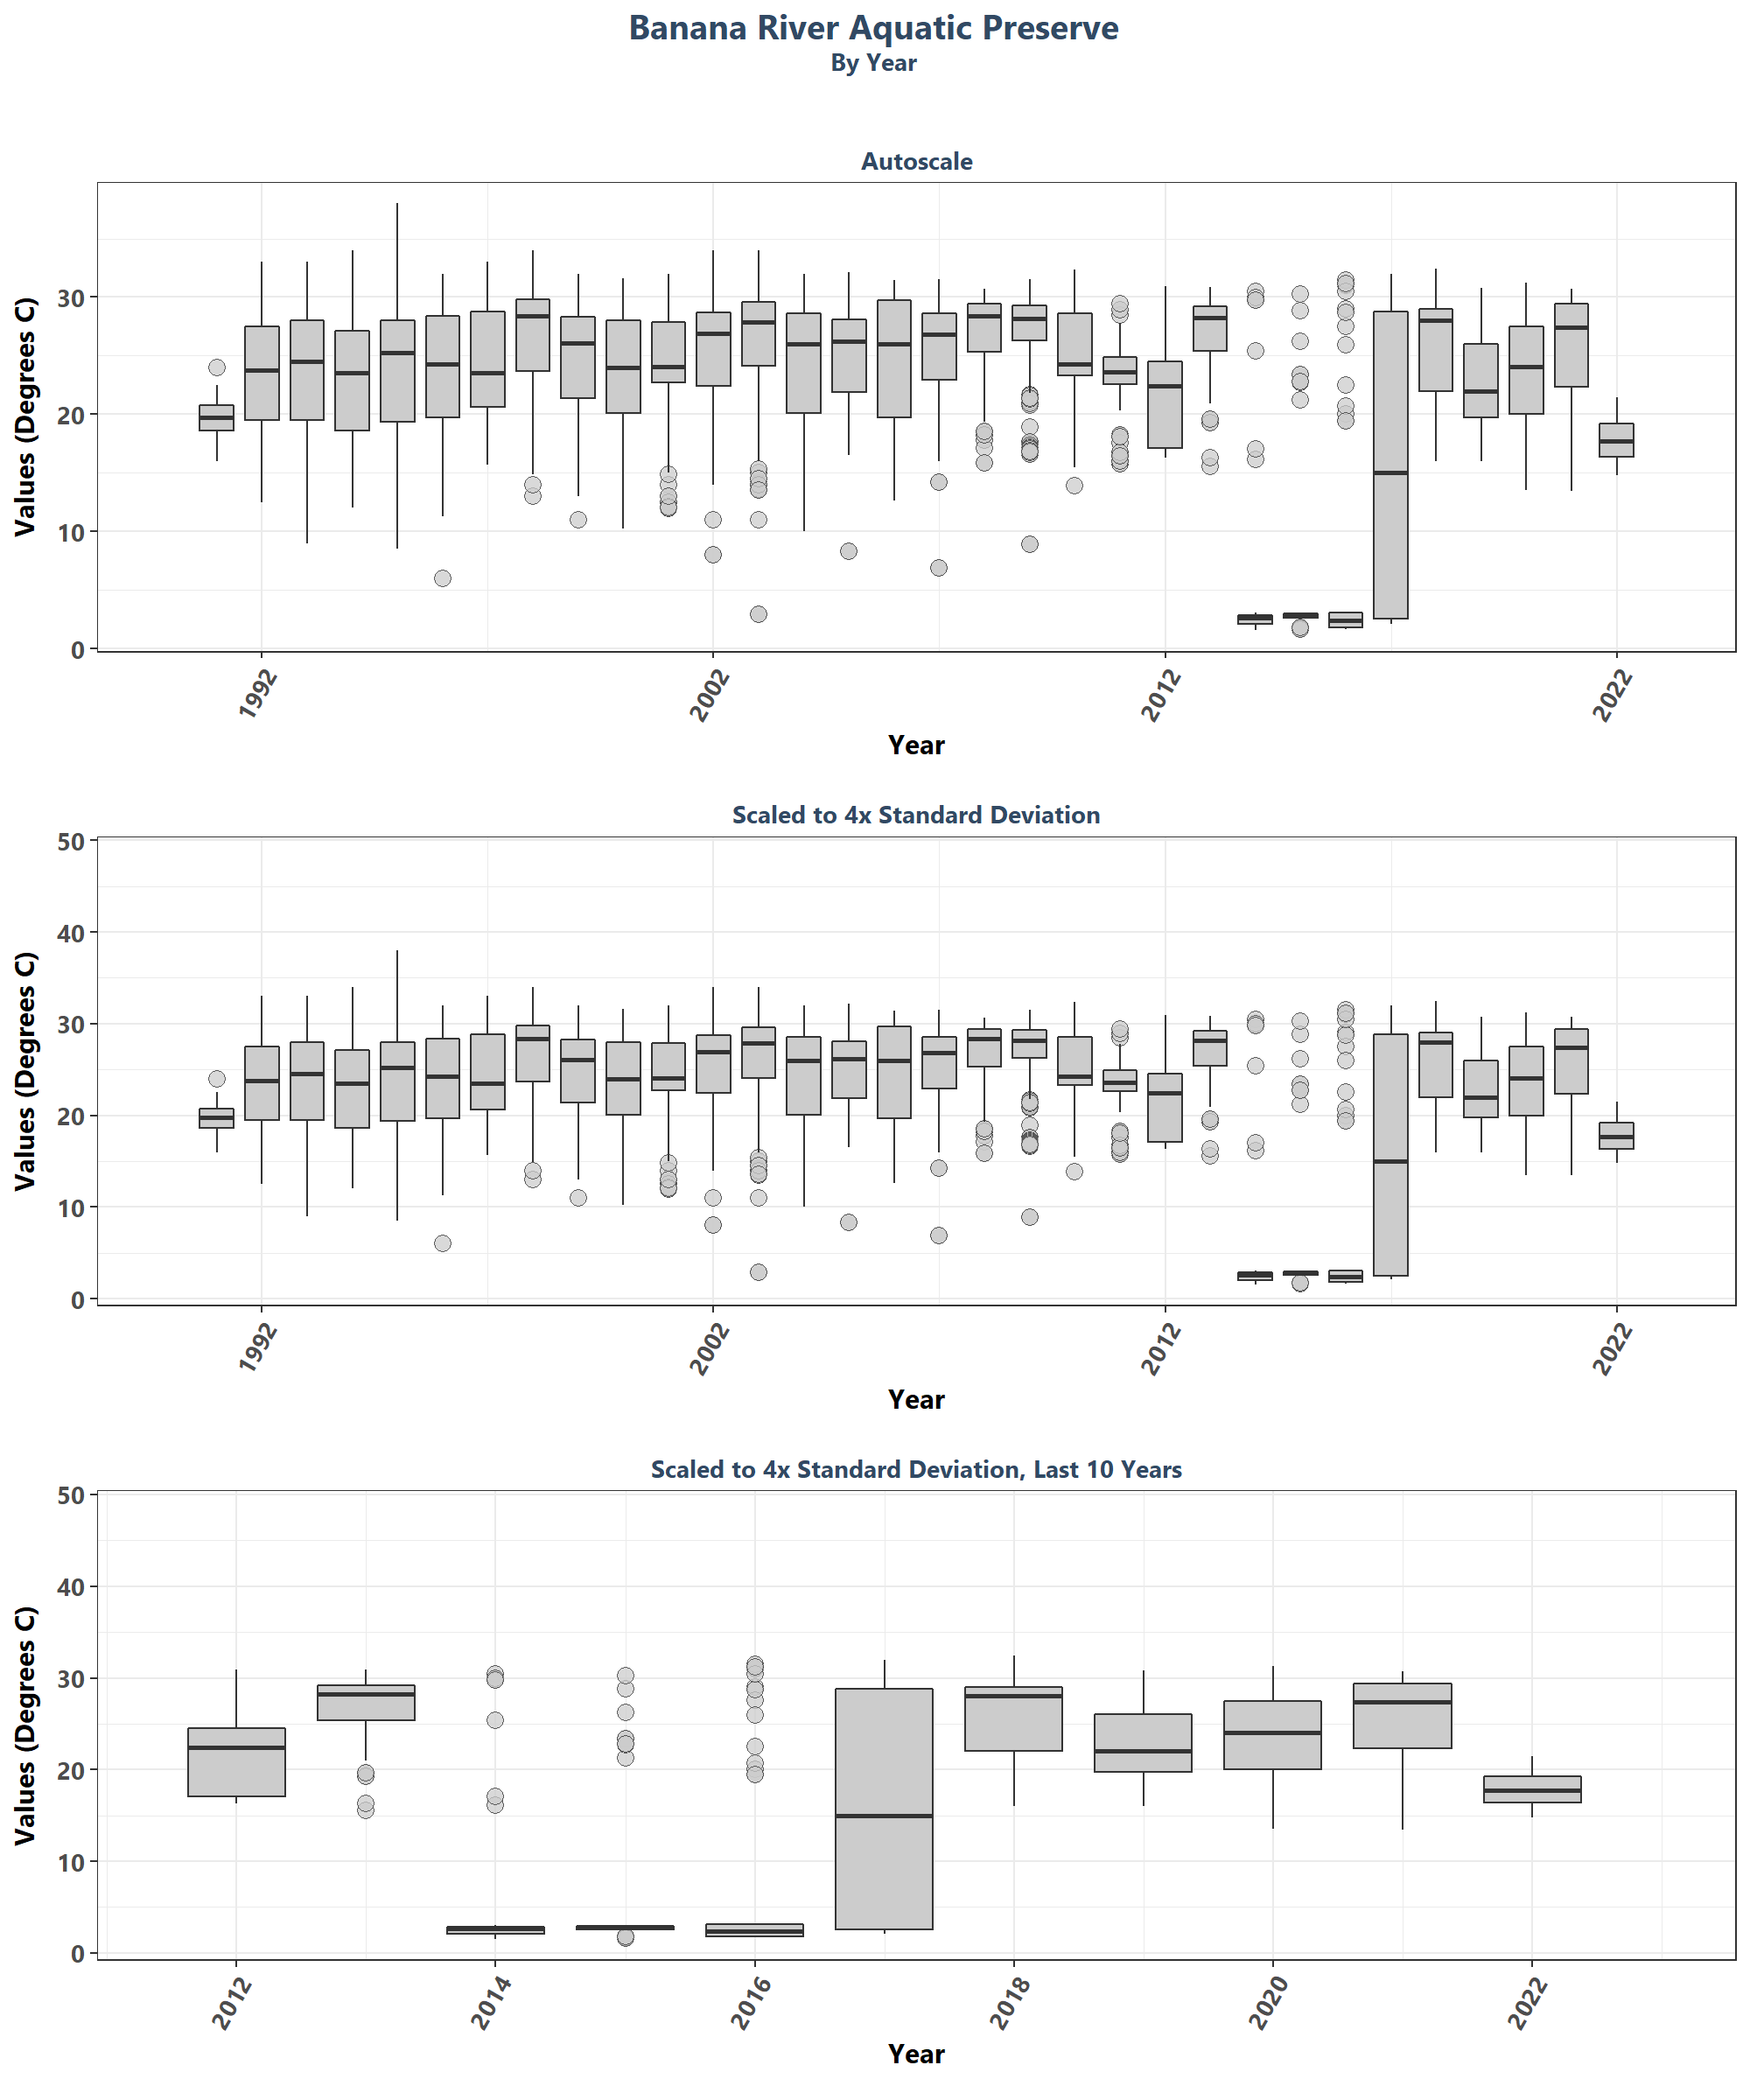 Banana River Aquatic Preserve
By Year
Autoscale
Values (Degrees C)
30
20
10
0
1992
2002
2012
2022
Year
Scaled to 4x Standard Deviation
Values (Degrees C)
50
40
30
20
10
0
1992
2002
2012
2022
Year
Scaled to 4x Standard Deviation, Last 10 Years
Values (Degrees C)
50
40
30
20
10
0
2012
2014
2016
2018
2020
2022
Year